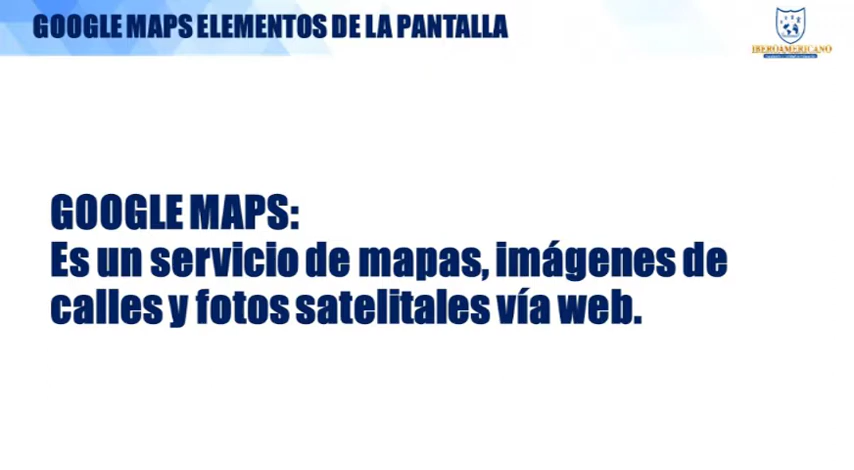 GOOGLE MAPS ELEMENTOS DE LA PANTALLA
IBEROAMERICANO
GOOGLE MAPS:
Es un servicio de mapas, imágenes de
calles y fotos satelitales vía web.